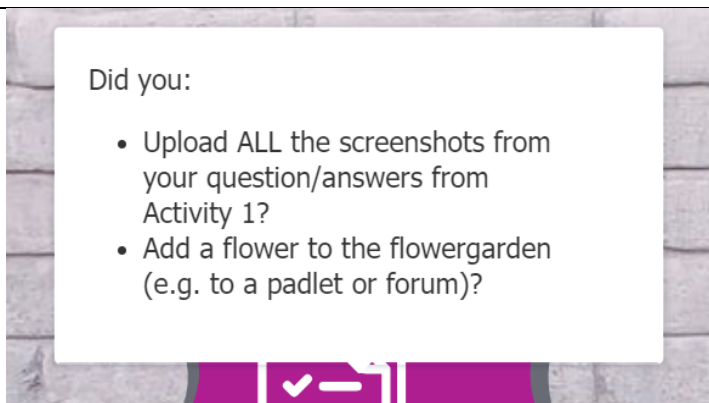 Did you:
• Upload ALL the screenshots from
your question/answers from
Activity 1?
• Add a flower to the flowergarden
(e.g. to a padlet or forum)?